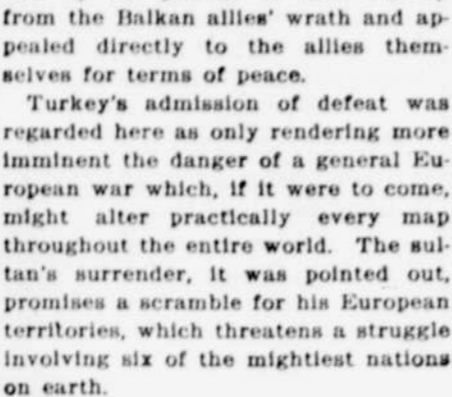 from the Balkan allies' wrath and ap-
pealed directly to the allies them-
selves for terms of peace.
Turkey's admission of defeat was
regarded here as only rendering more
imminent the danger of a general Eu-
ropean war which, if it were to come,
might alter practically every map
throughout the entire world. The sul-
tan's surrender, it was pointed out,
promises a scramble for his European
territories, which threatens a struggle
involving six of the mightiest nations
on earth.